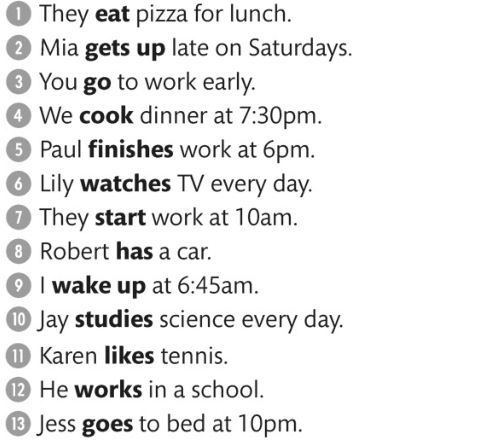 1 They eat pizza for lunch.
2 Mia gets up late on Saturdays.
3 You go to work early.
4 We cook dinner at 7:30pm.
5 Paul finishes work at 6pm.
6 Lily watches TV every day.
7 They start work at 10am.
8 Robert has a car.
9 I wake up at 6:45am.
10 Jay studies science every day.
11 Karen likes tennis.
12 He works in a school.
13 Jess goes to bed at 10pm.